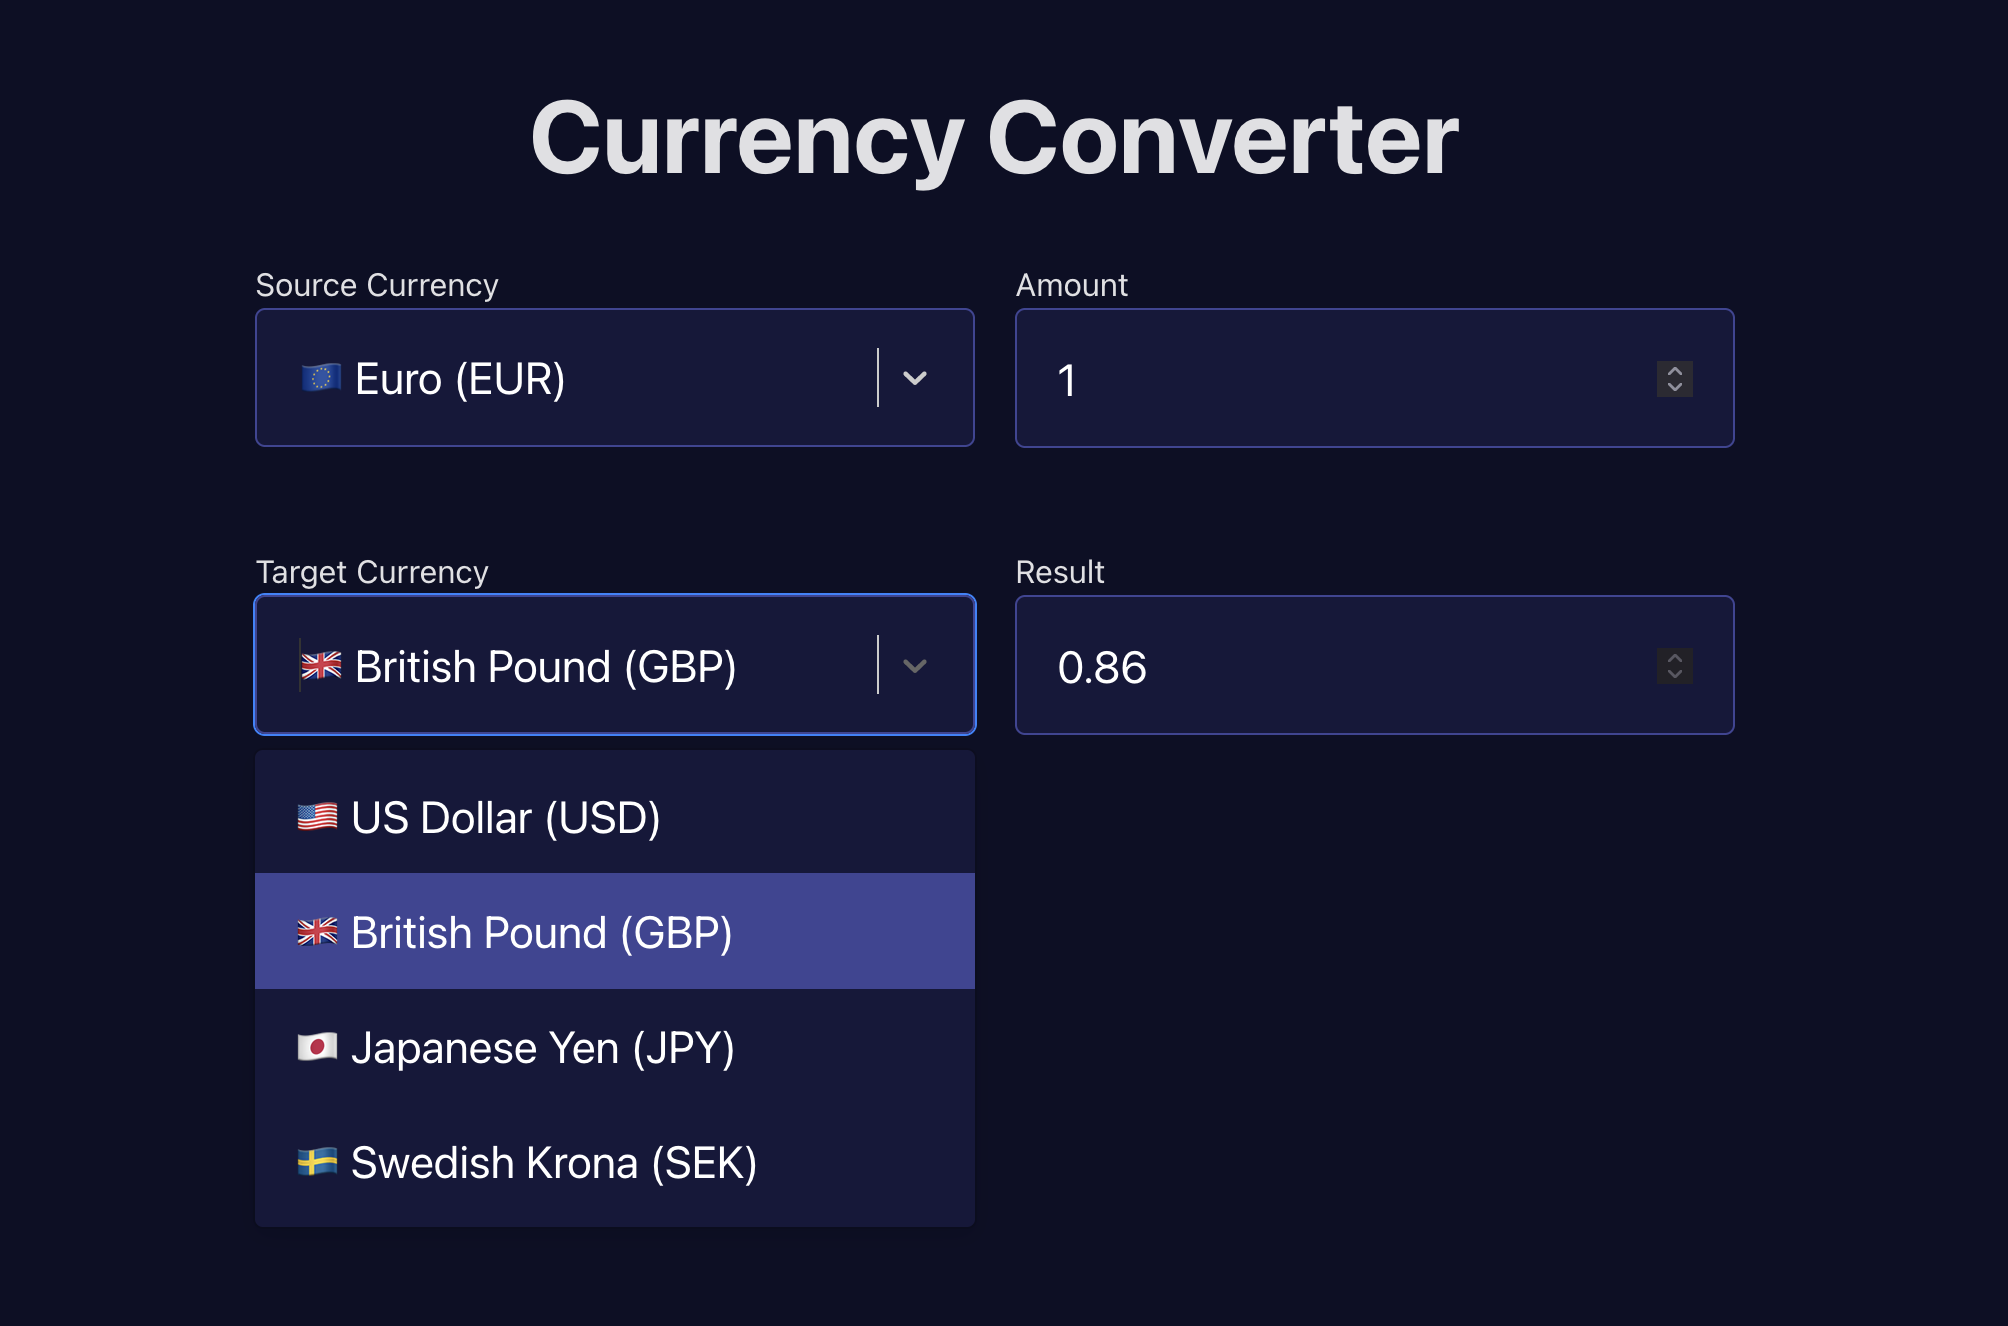 Currency Converter
Source Currency
Amount
Euro (EUR)
1
Target Currency
Result
British Pound (GBP)
0.86
US Dollar (USD)
British Pound (GBP)
Japanese Yen (JPY)
Swedish Krona (SEK)